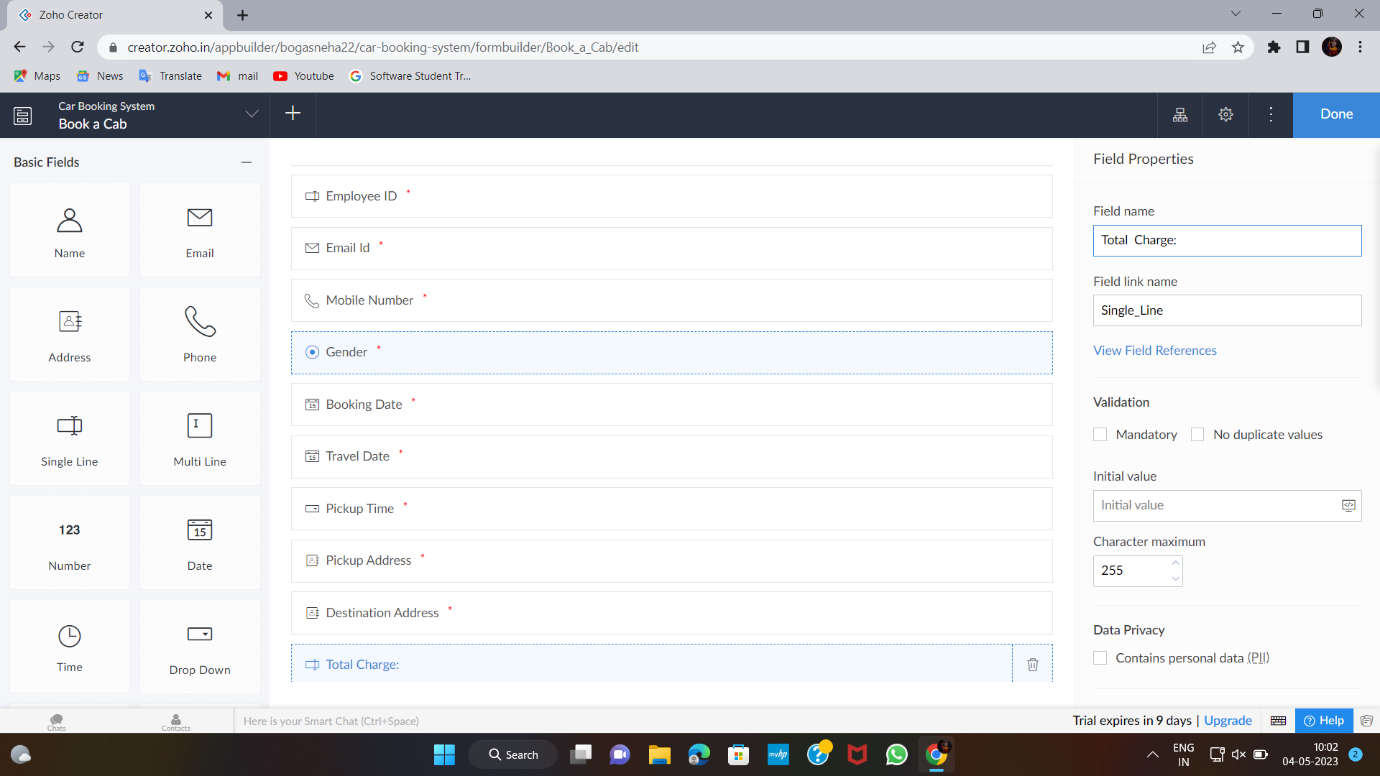 Zoho Creator
creator.zoho.in/appbuilder/bogasneha22/car-booking-system/formbuilder/Book_a_Cab/edit
Maps News Translate mail Youtube Software Student Tr...
Car Booking System
Book a Cab
Done
Basic Fields
Name
Email
Address
Phone
Single Line
Multi Line
123
Number
15
Date
Time
Drop Down
Employee ID *
Email Id *
Mobile Number *
Gender *
Booking Date *
Travel Date *
Pickup Time *
Pickup Address *
Destination Address *
Total Charge:
Field Properties
Field name
Total Charge:
Field link name
Single_Line
View Field References
Validation
Mandatory No duplicate values
Initial value
Initial value
Character maximum
255
Data Privacy
Contains personal data (PII)
Chats
Contacts
Here is your Smart Chat (Ctrl+Space)
Trial expires in 9 days | Upgrade
Help
Search
myhp
ENG
IN
10:02
04-05-2023
2